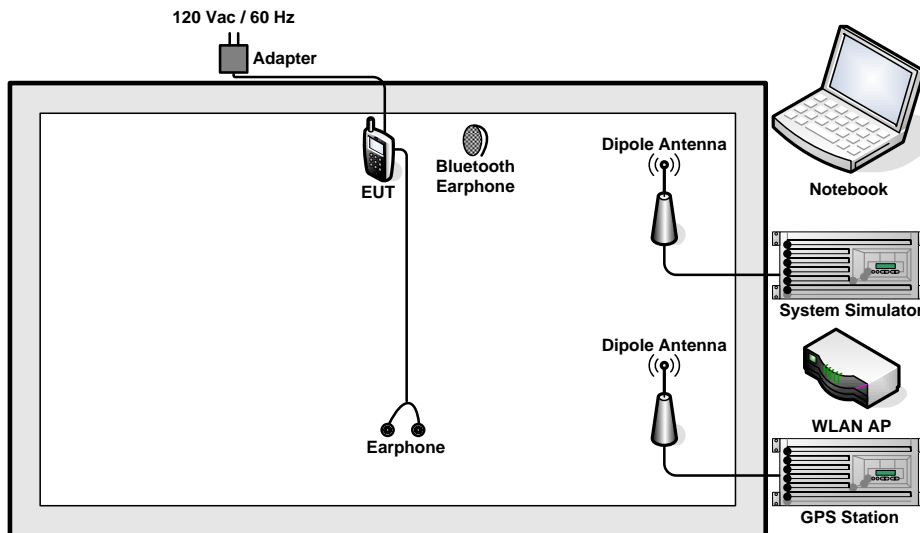 120 Vac / 60 Hz
Adapter
EUT
Bluetooth
Earphone
Dipole Antenna
Notebook
System Simulator
Dipole Antenna
WLAN AP
Earphone
GPS Station